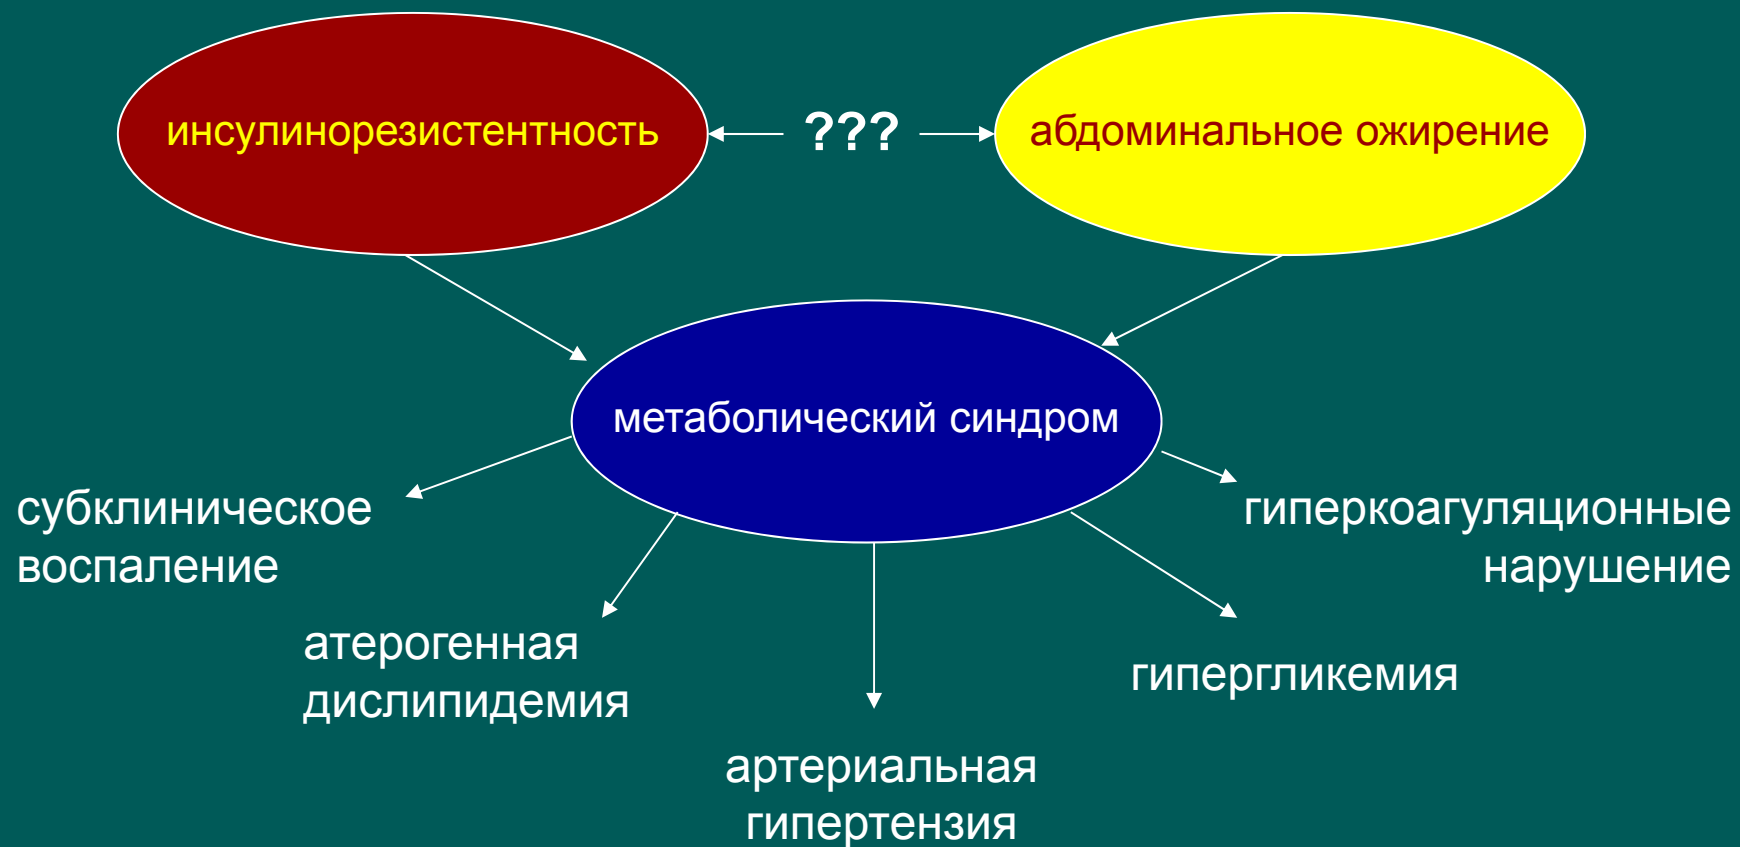 инсулинорезистентность
???
абдоминальное ожирение
метаболический синдром
субклиническое
воспаление
гиперкоагуляционные
нарушение
атерогенная
дислипидемия
гипергликемия
артериальная
гипертензия